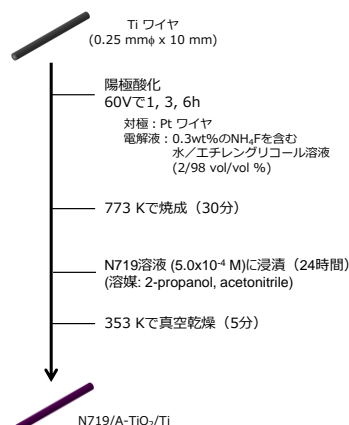 Ti ワイヤ
(0.25 mmφ x 10 mm)
陽極酸化
60Vで1, 3, 6h
対極：Pt ワイヤ
電解液：0.3wt%のNH₄Fを含む
水／エチレングリコール溶液
(2/98 vol/vol %)
773 Kで焼成（30分）
N719溶液 (5.0x10⁻⁴ M)に浸漬（24時間）
(溶媒: 2-propanol, acetonitrile)
353 Kで真空乾燥（5分）
N719/A-TiO₂/Ti